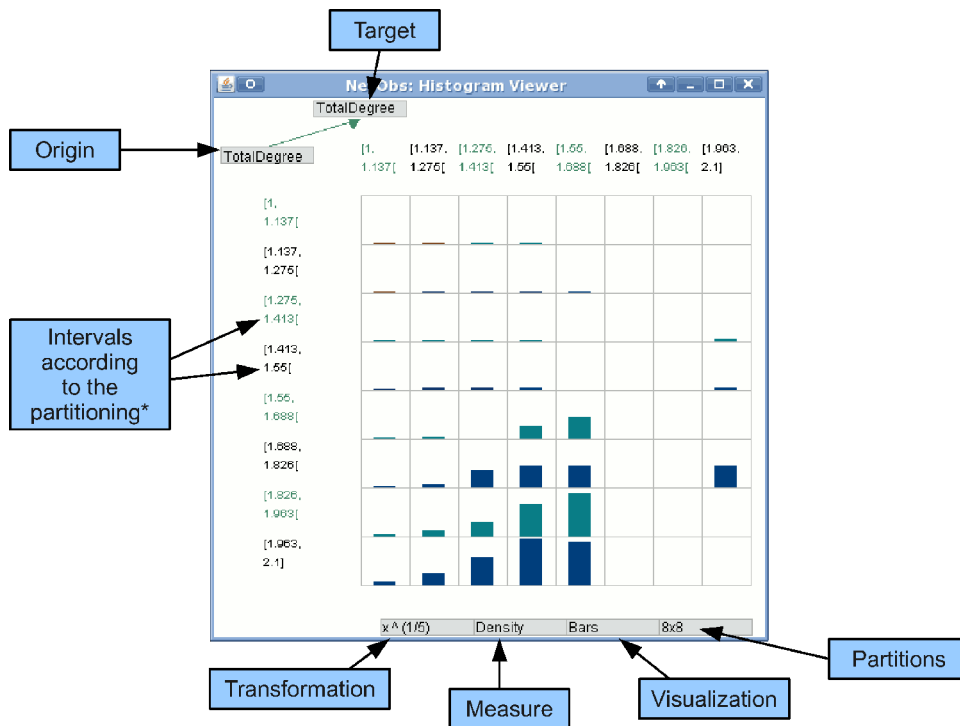 Target
NetObs: Histogram Viewer
TotalDegree
Origin
TotalDegree
[1, [1.137, [1.275, [1.413, [1.55, [1.688, [1.826, [1.963,
1.137[ 1.275[ 1.413[ 1.55[ 1.688[ 1.826[ 1.963[ 2.1]
[1,
1.137[
[1.137,
1.275[
[1.275,
1.413[
Intervals
according
to the
partitioning*
[1.413,
1.55[
[1.55,
1.688[
[1.688,
1.826[
[1.826,
1.963[
[1.963,
2.1]
x ^ (1/5) Density Bars 8x8
Transformation
Measure
Visualization
Partitions